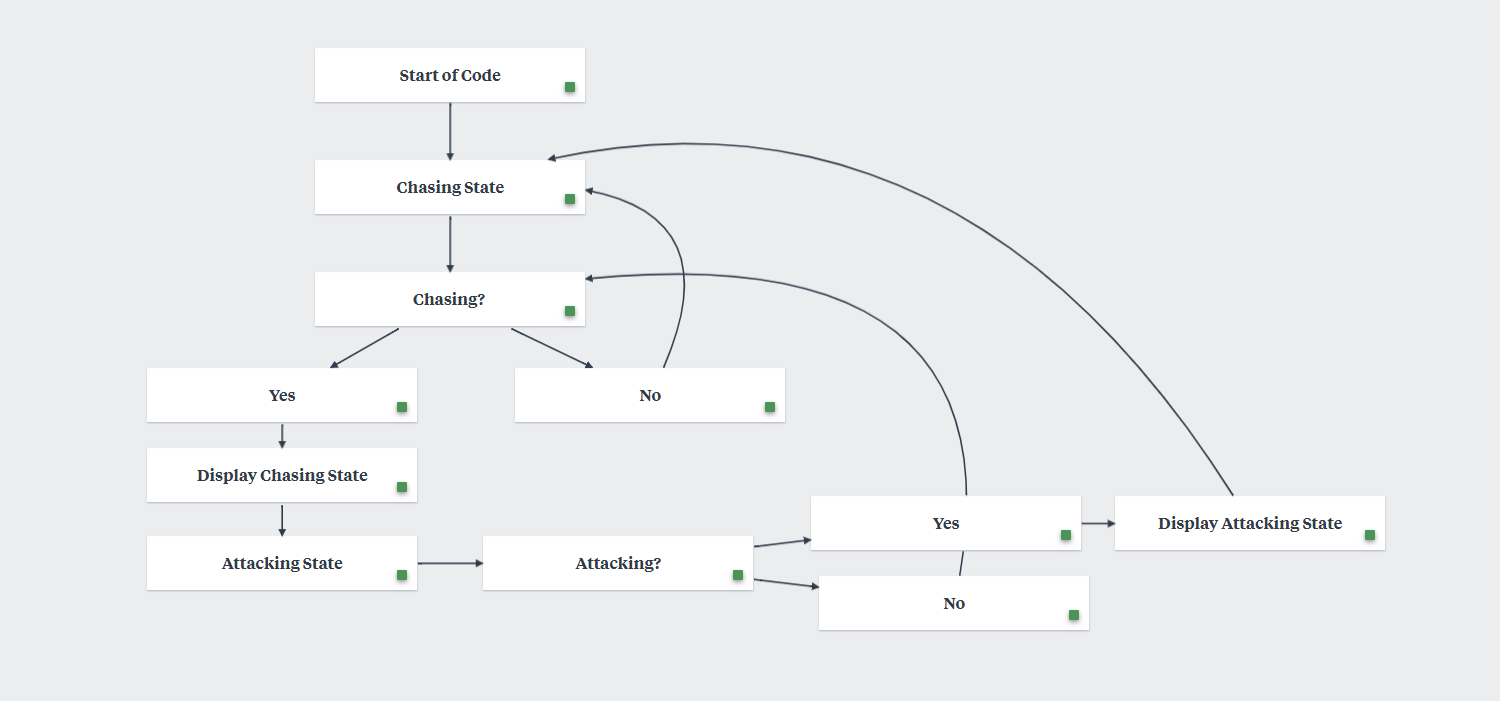 Start of Code
Chasing State
Chasing?
Yes
No
Display Chasing State
Attacking State
Attacking?
Yes
Display Attacking State
No